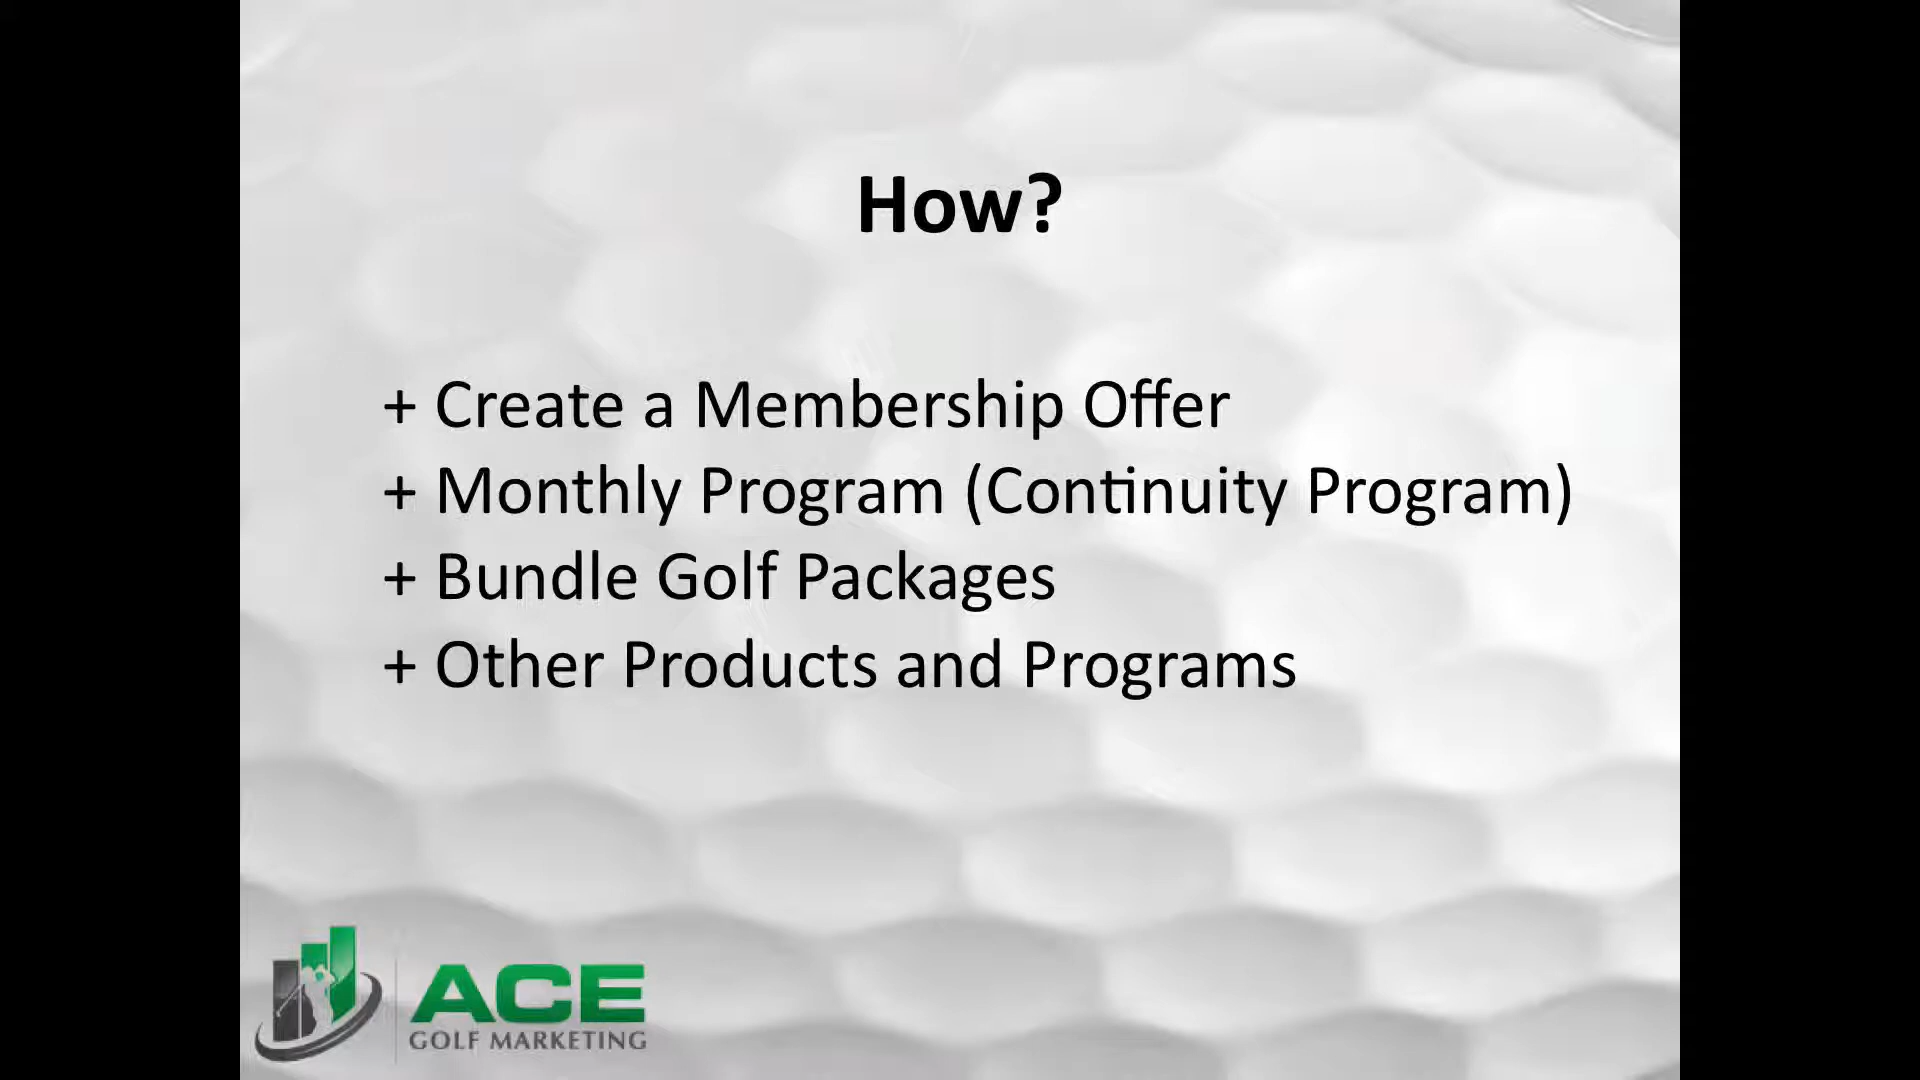 How?
+ Create a Membership Offer
+ Monthly Program (Continuity Program)
+ Bundle Golf Packages
+ Other Products and Programs
ACE
GOLF MARKETING